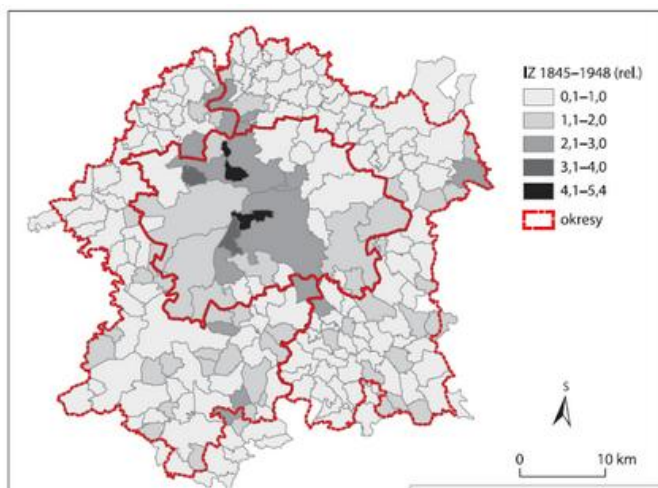 IZ 1845–1948 (rel.)
0,1–1,0
1,1–2,0
2,1–3,0
3,1–4,0
4,1–5,4
okresy
S
0 10 km